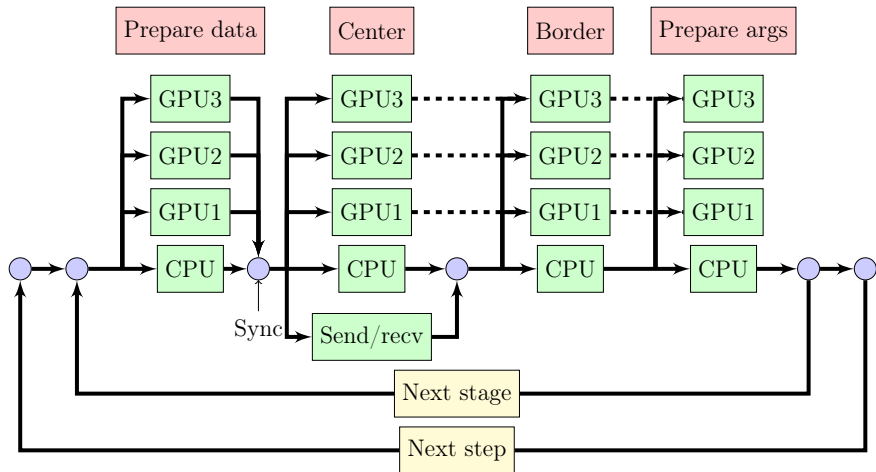 Prepare data
Center
Border
Prepare args
GPU3
GPU3
GPU3
GPU3
GPU2
GPU2
GPU2
GPU2
GPU1
GPU1
GPU1
GPU1
CPU
CPU
CPU
CPU
Sync
Send/recv
Next stage
Next step